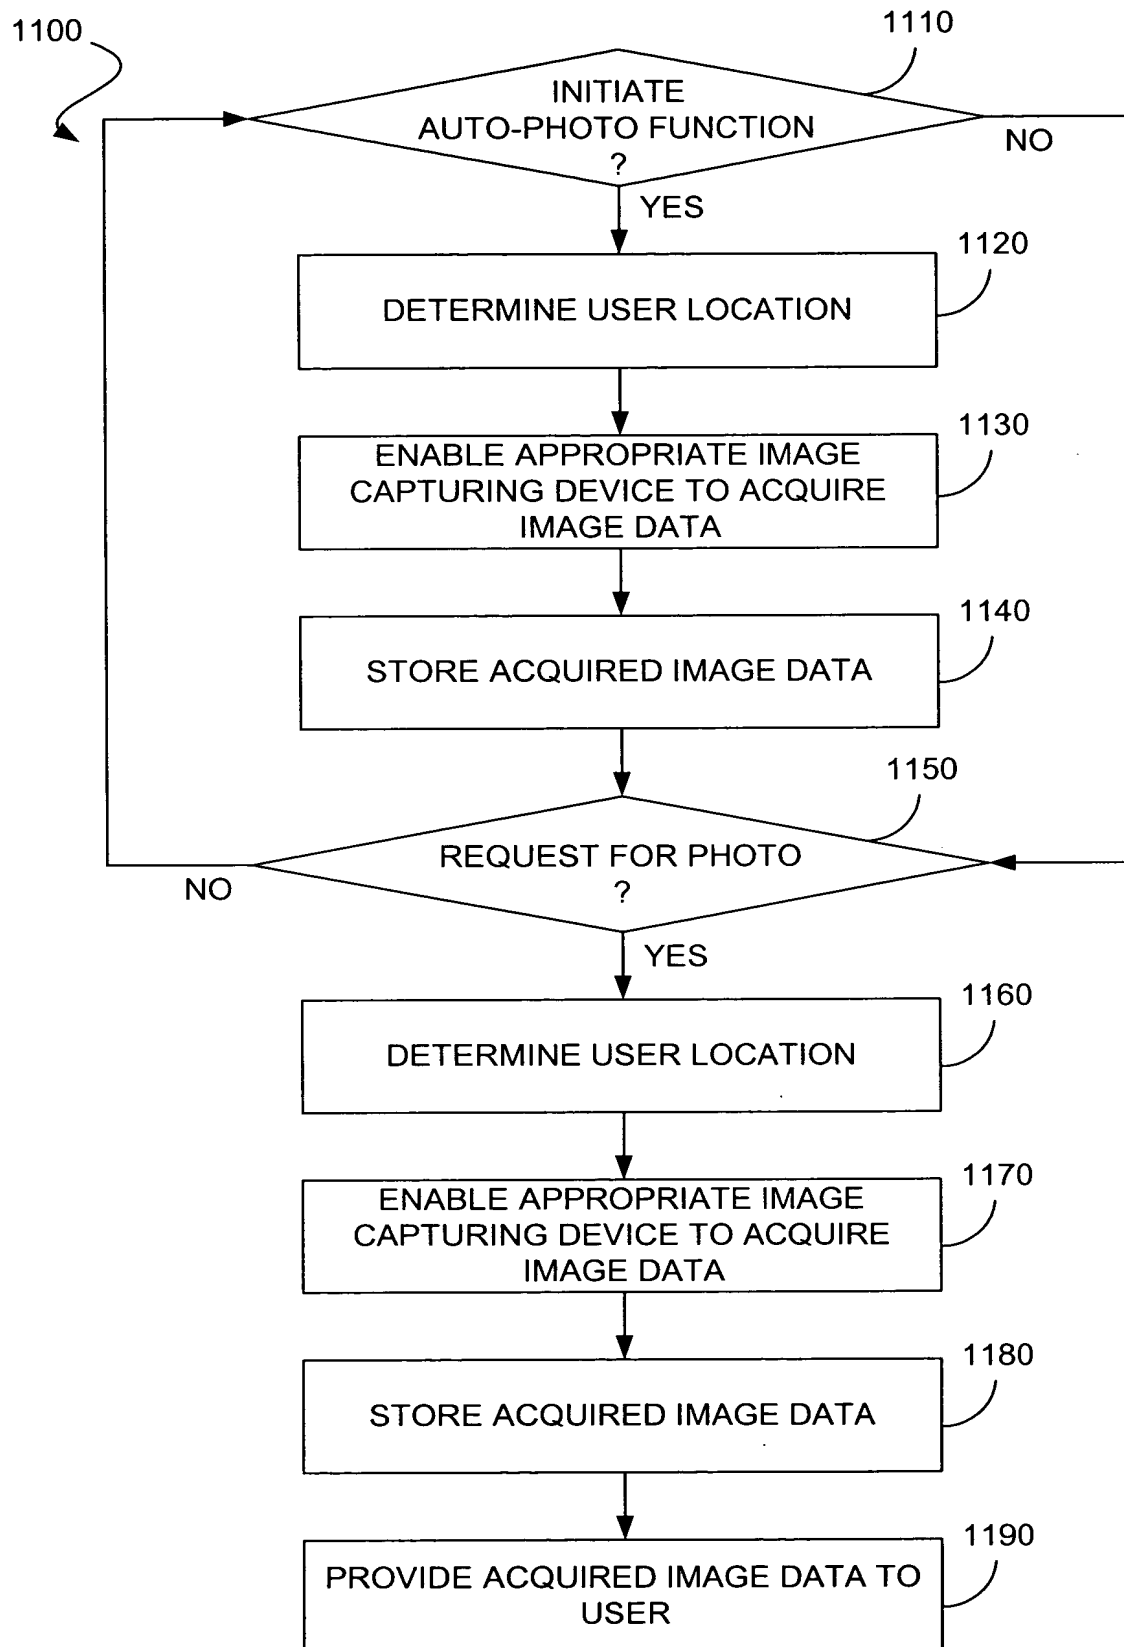 1100
1110
INITIATE
AUTO-PHOTO FUNCTION
?
NO
YES
1120
DETERMINE USER LOCATION
1130
ENABLE APPROPRIATE IMAGE
CAPTURING DEVICE TO ACQUIRE
IMAGE DATA
1140
STORE ACQUIRED IMAGE DATA
1150
REQUEST FOR PHOTO
?
NO
YES
1160
DETERMINE USER LOCATION
1170
ENABLE APPROPRIATE IMAGE
CAPTURING DEVICE TO ACQUIRE
IMAGE DATA
1180
STORE ACQUIRED IMAGE DATA
1190
PROVIDE ACQUIRED IMAGE DATA TO
USER